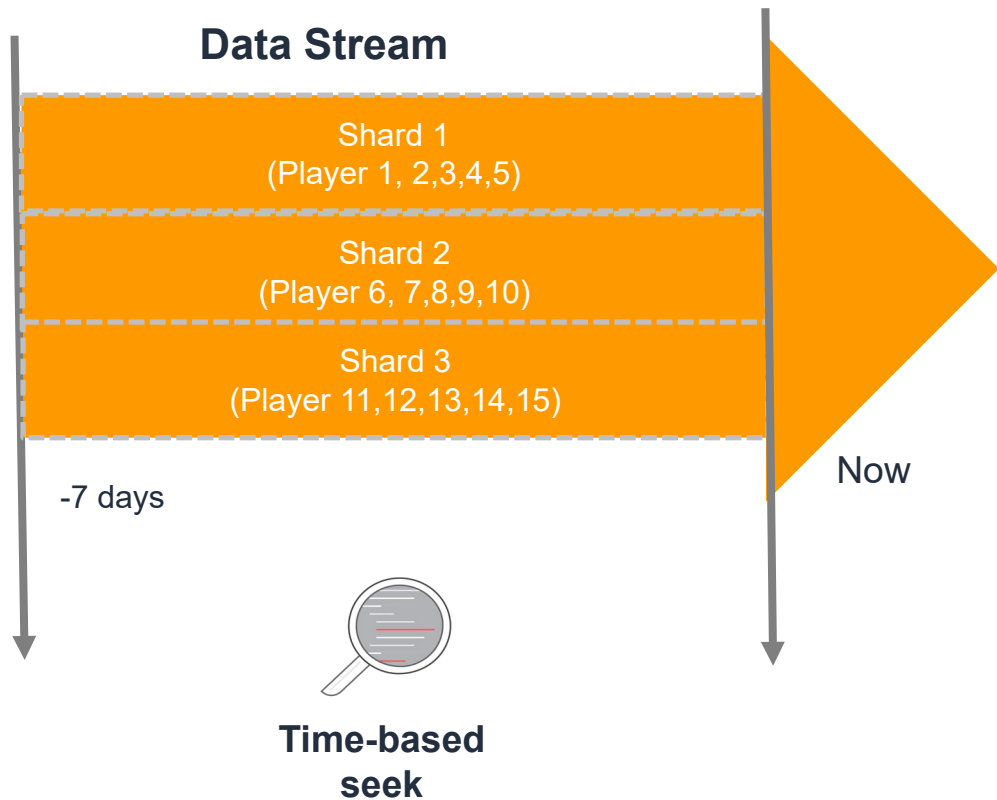 Data Stream
Shard 1
(Player 1, 2,3,4,5)
Shard 2
(Player 6, 7,8,9,10)
Shard 3
(Player 11,12,13,14,15)
Now
-7 days
Time-based
seek